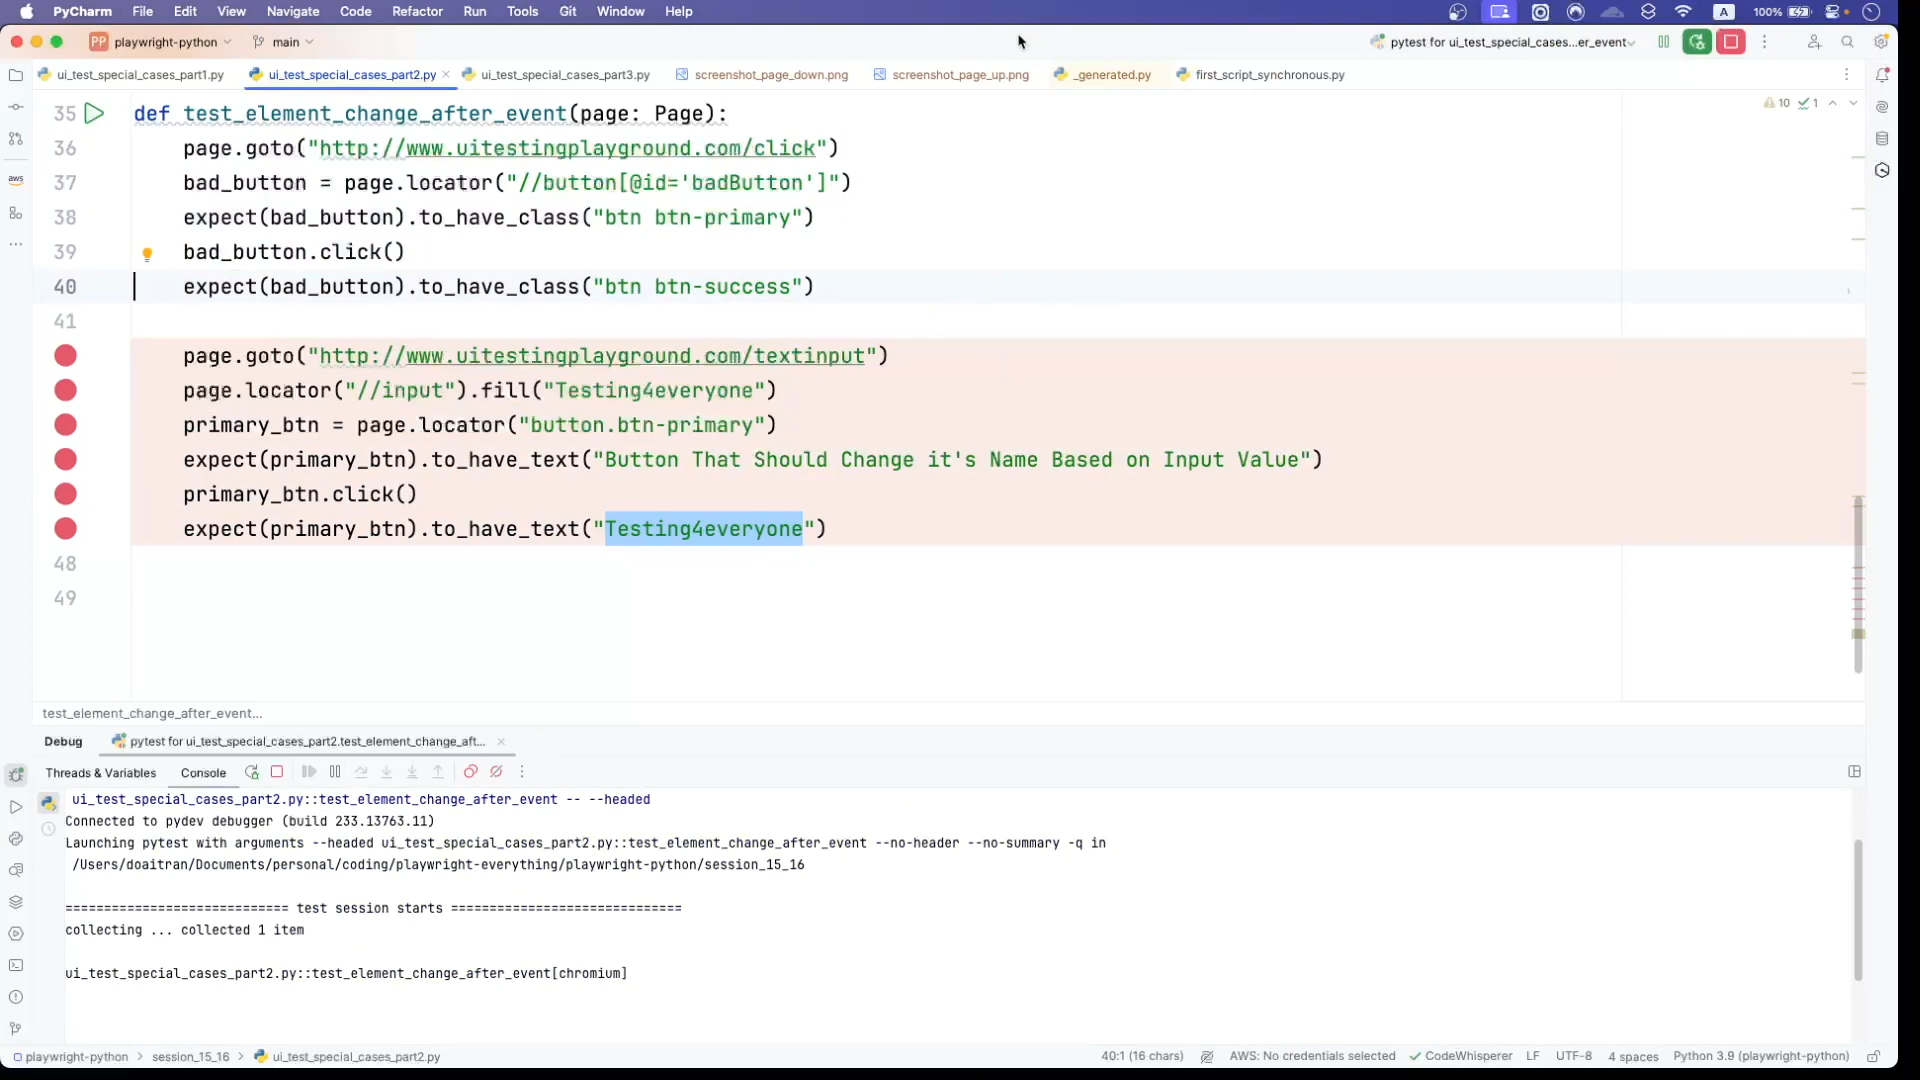 PyCharm File Edit View Navigate Code Refactor Run Tools Git Window Help
A 100%
PP playwright-python main pytest for ui_test_special_cases...er_event
ui_test_special_cases_part1.py ui_test_special_cases_part2.py ui_test_special_cases_part3.py screenshot_page_down.png screenshot_page_up.png _generated.py first_script_synchronous.py
10 1
35 def test_element_change_after_event(page: Page):
36 page.goto("http://www.uitestingplayground.com/click")
37 bad_button = page.locator("//button[@id='badButton']")
38 expect(bad_button).to_have_class("btn btn-primary")
39 bad_button.click()
40 expect(bad_button).to_have_class("btn btn-success")
41
page.goto("http://www.uitestingplayground.com/textinput")
page.locator("//input").fill("Testing4everyone")
primary_btn = page.locator("button.btn-primary")
expect(primary_btn).to_have_text("Button That Should Change it's Name Based on Input Value")
primary_btn.click()
expect(primary_btn).to_have_text("Testing4everyone")
48
49
aws
test_element_change_after_event...
Debug pytest for ui_test_special_cases_part2.test_element_change_aft...
Threads & Variables Console
ui_test_special_cases_part2.py::test_element_change_after_event -- --headed
Connected to pydev debugger (build 233.13763.11)
Launching pytest with arguments --headed ui_test_special_cases_part2.py::test_element_change_after_event --no-header --no-summary -q in
/Users/doaitran/Documents/personal/coding/playwright-everything/playwright-python/session_15_16
============================= test session starts ==============================
collecting ... collected 1 item
ui_test_special_cases_part2.py::test_element_change_after_event[chromium]
playwright-python > session_15_16 > ui_test_special_cases_part2.py 40:1 (16 chars) AWS: No credentials selected CodeWhisperer LF UTF-8 4 spaces Python 3.9 (playwright-python)